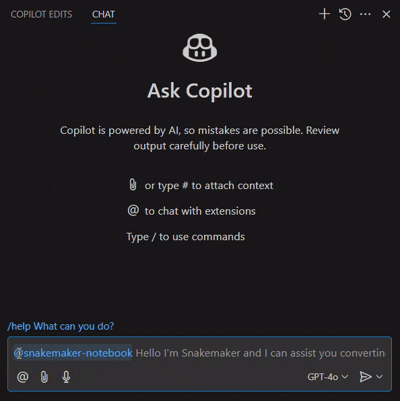 COPILOT EDITS CHAT
Ask Copilot
Copilot is powered by AI, so mistakes are possible. Review
output carefully before use.
or type # to attach context
@ to chat with extensions
Type / to use commands
/help What can you do?
@snakemaker-notebook Hello I'm Snakemaker and I can assist you convertin
@ GPT-4o